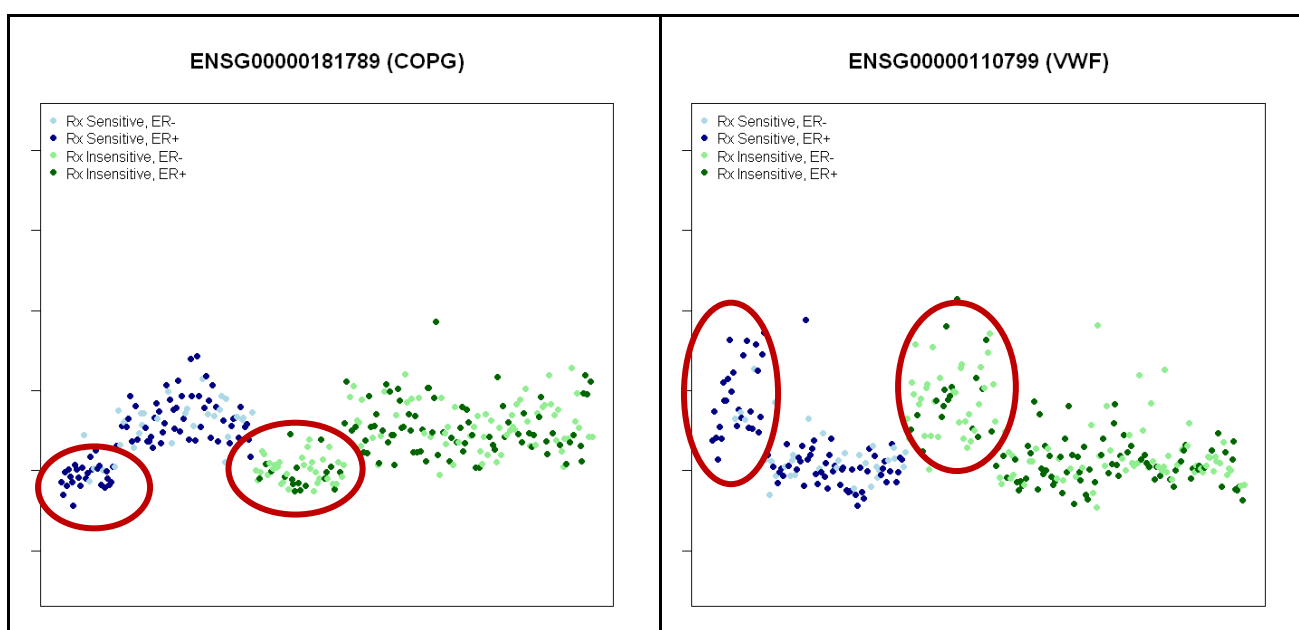 ENSG00000181789 (COPG)
Rx Sensitive, ER-
Rx Sensitive, ER+
Rx Insensitive, ER-
Rx Insensitive, ER+
ENSG00000110799 (VWF)
Rx Sensitive, ER-
Rx Sensitive, ER+
Rx Insensitive, ER-
Rx Insensitive, ER+